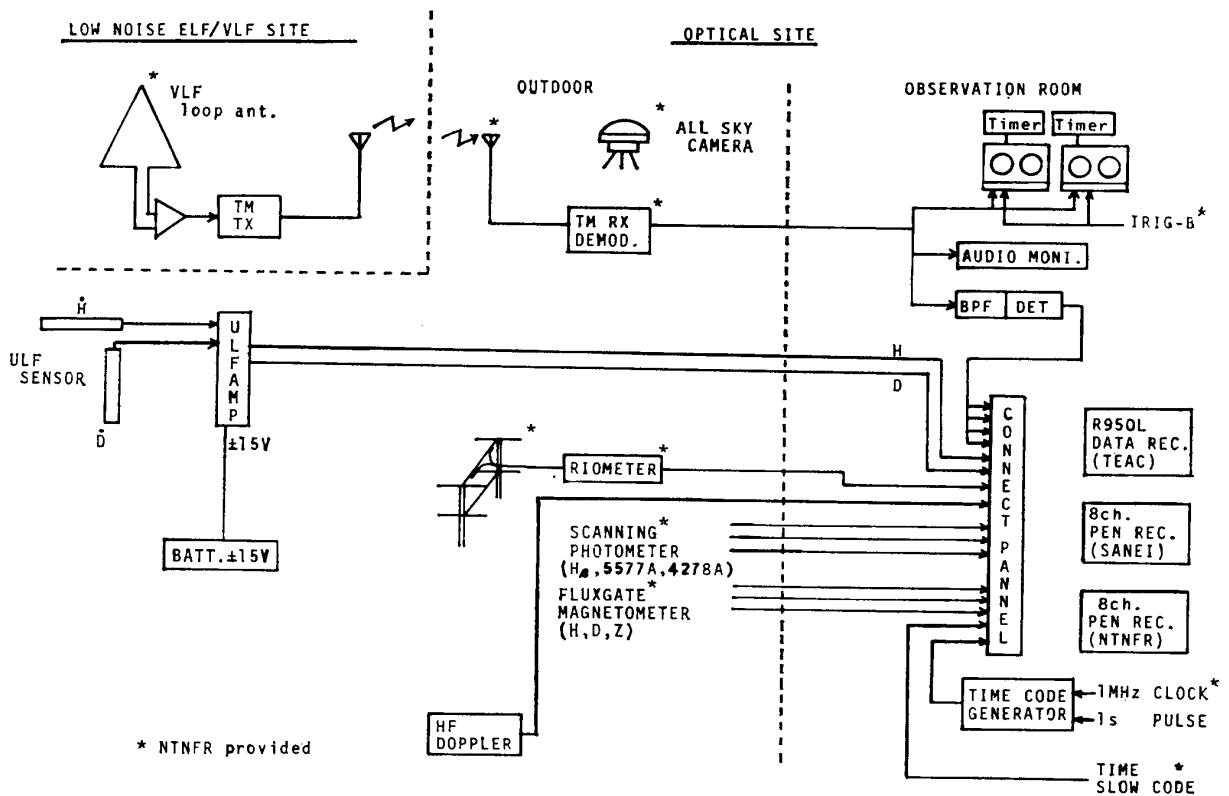 LOW NOISE ELF/VLF SITE
OPTICAL SITE
* VLF
loop ant.
TM
TX
OUTDOOR
*
* ALL SKY
CAMERA
TM RX *
DEMOD.
OBSERVATION ROOM
Timer Timer
IRIG-B*
AUDIO MONI.
BPF DET
Ḣ
ULF
SENSOR
Ḋ
ULFAMP
±15V
BATT.±15V
H
D
*
RIOMETER*
SCANNING*
PHOTOMETER
(Hβ,5577A,4278A)
FLUXGATE*
MAGNETOMETER
(H,D,Z)
CONNECT PANNEL
R950L
DATA REC.
(TEAC)
8ch.
PEN REC.
(SANEI)
8ch.
PEN REC.
(NTNFR)
TIME CODE
GENERATOR
1MHz CLOCK*
1s PULSE
HF
DOPPLER
* NTNFR provided
TIME *
SLOW CODE